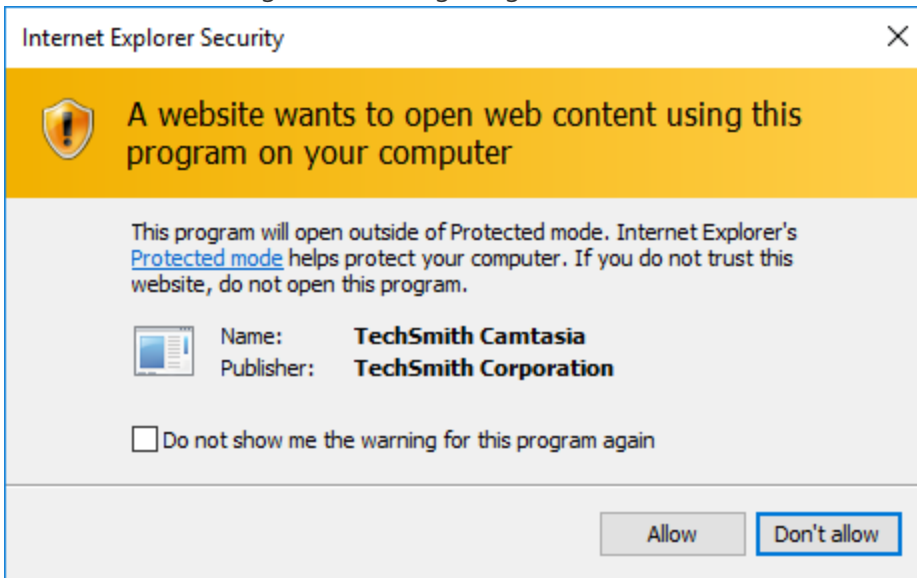 Internet Explorer Security
A website wants to open web content using this
program on your computer
This program will open outside of Protected mode. Internet Explorer's
Protected mode helps protect your computer. If you do not trust this
website, do not open this program.
Name: TechSmith Camtasia
Publisher: TechSmith Corporation
Do not show me the warning for this program again
Allow Don't allow